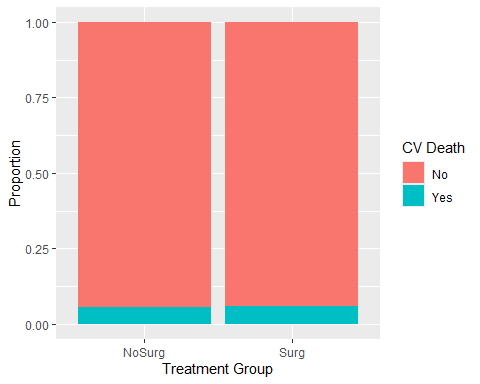 1.00
0.75
0.50
0.25
0.00
Proportion
NoSurg Surg
Treatment Group
CV Death
No
Yes